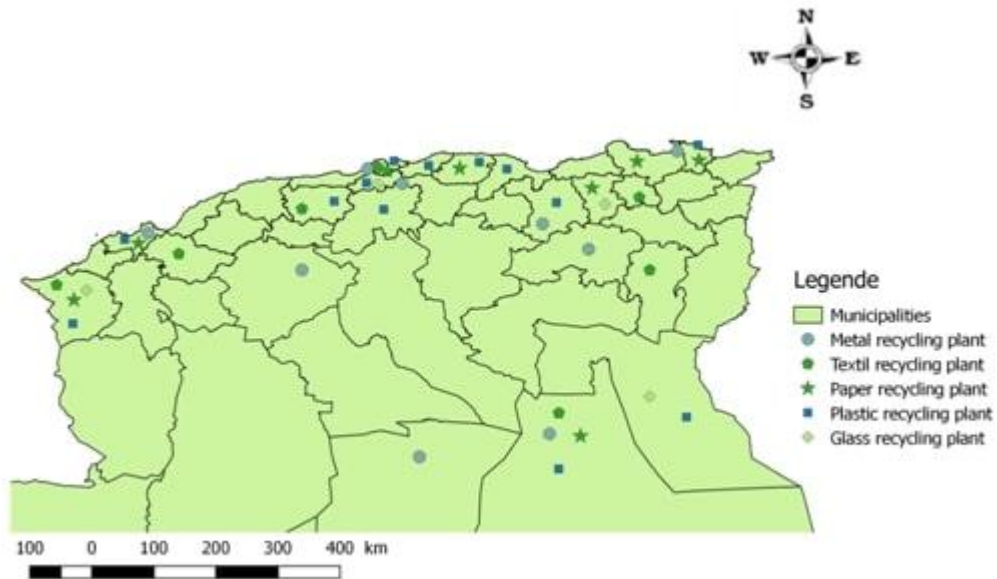 N
W E
S
Legende
Municipalities
Metal recycling plant
Textil recycling plant
Paper recycling plant
Plastic recycling plant
Glass recycling plant
100 0 100 200 300 400 km